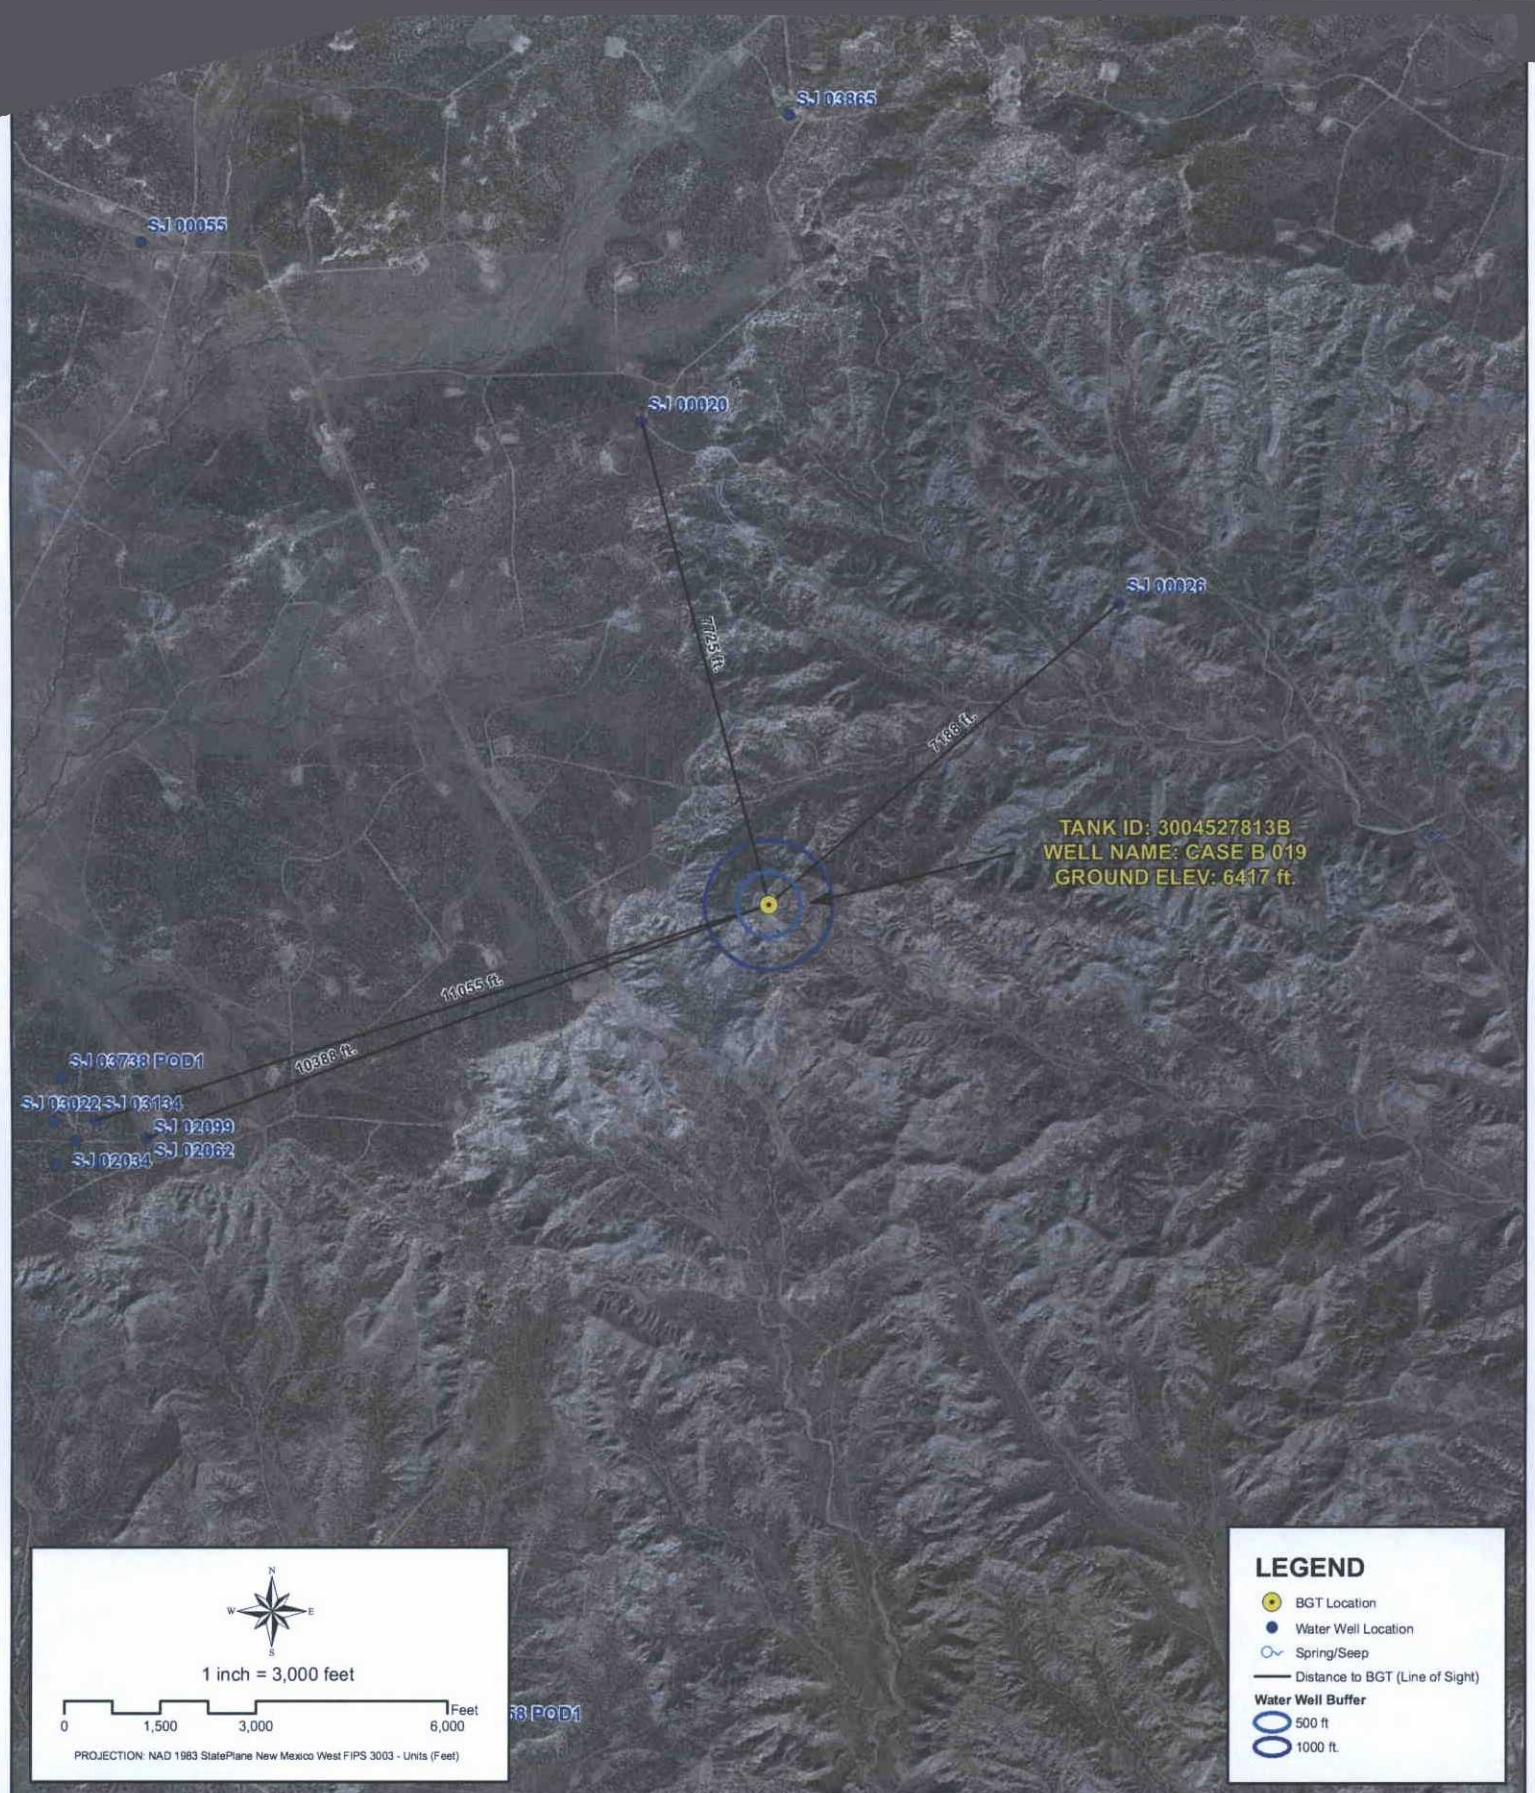 SJ 03865
SJ 00055
SJ 00020
SJ 00026
7725 ft.
7188 ft.
TANK ID: 3004527813B
WELL NAME: CASE B 019
GROUND ELEV: 6417 ft.
11055 ft.
10388 ft.
SJ 03738 POD1
SJ 03022 SJ 03134
SJ 02099
SJ 02062
SJ 02034
N
W E
S
1 inch = 3,000 feet
Feet
0 1,500 3,000 6,000
PROJECTION: NAD 1983 StatePlane New Mexico West FIPS 3003 - Units (Feet)
58 POD1
LEGEND
BGT Location
Water Well Location
Spring/Seep
Distance to BGT (Line of Sight)
Water Well Buffer
500 ft
1000 ft.